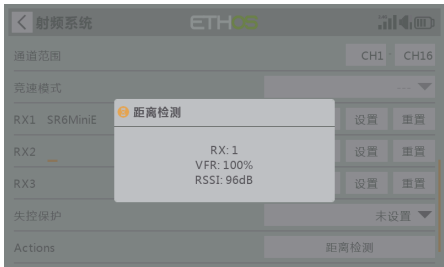 射频系统
ETHOS
通道范围
CH1 - CH16
竞速模式
---
RX1 SR6MiniE
设置
重置
RX2
设置
重置
RX3
设置
重置
失控保护
未设置
Actions
距离检测
距离检测
RX: 1
VFR: 100%
RSSI: 96dB